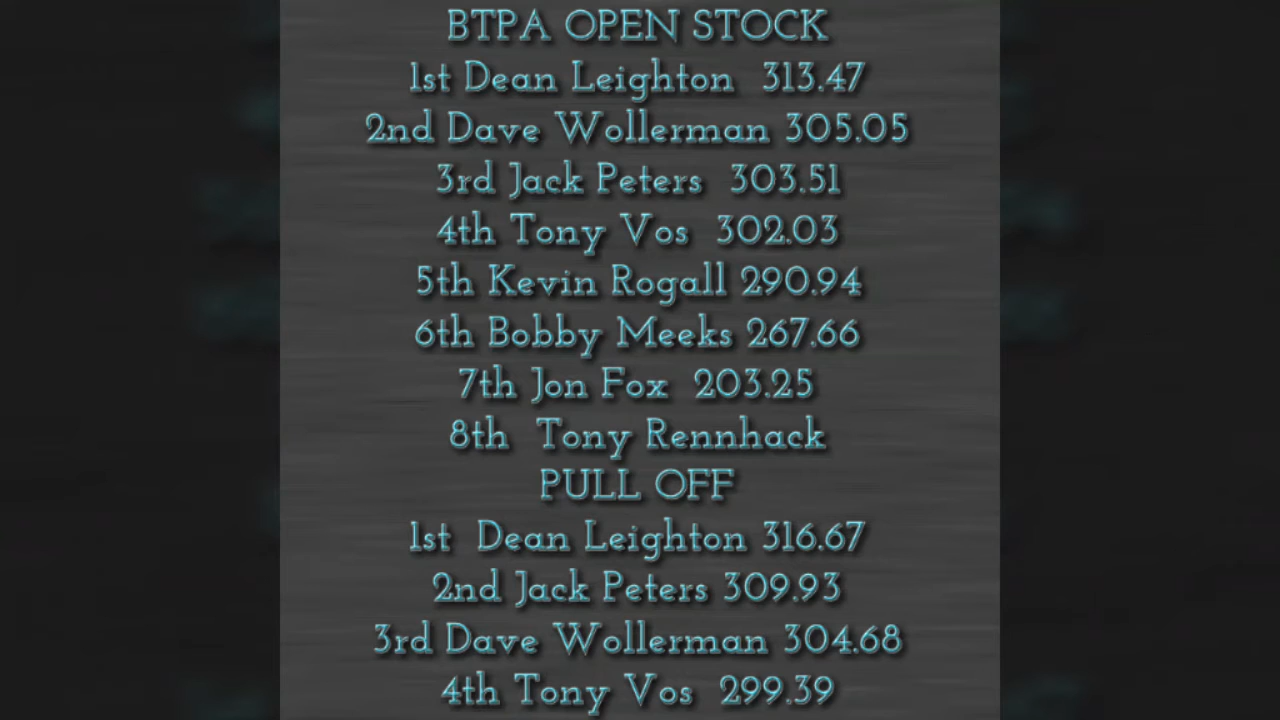 BTPA OPEN STOCK
1st Dean Leighton 313.47
2nd Dave Wollerman 305.05
3rd Jack Peters 303.51
4th Tony Vos 302.03
5th Kevin Rogall 290.94
6th Bobby Meeks 267.66
7th Jon Fox 203.25
8th Tony Rennhack
PULL OFF
1st Dean Leighton 316.67
2nd Jack Peters 309.93
3rd Dave Wollerman 304.68
4th Tony Vos 299.39